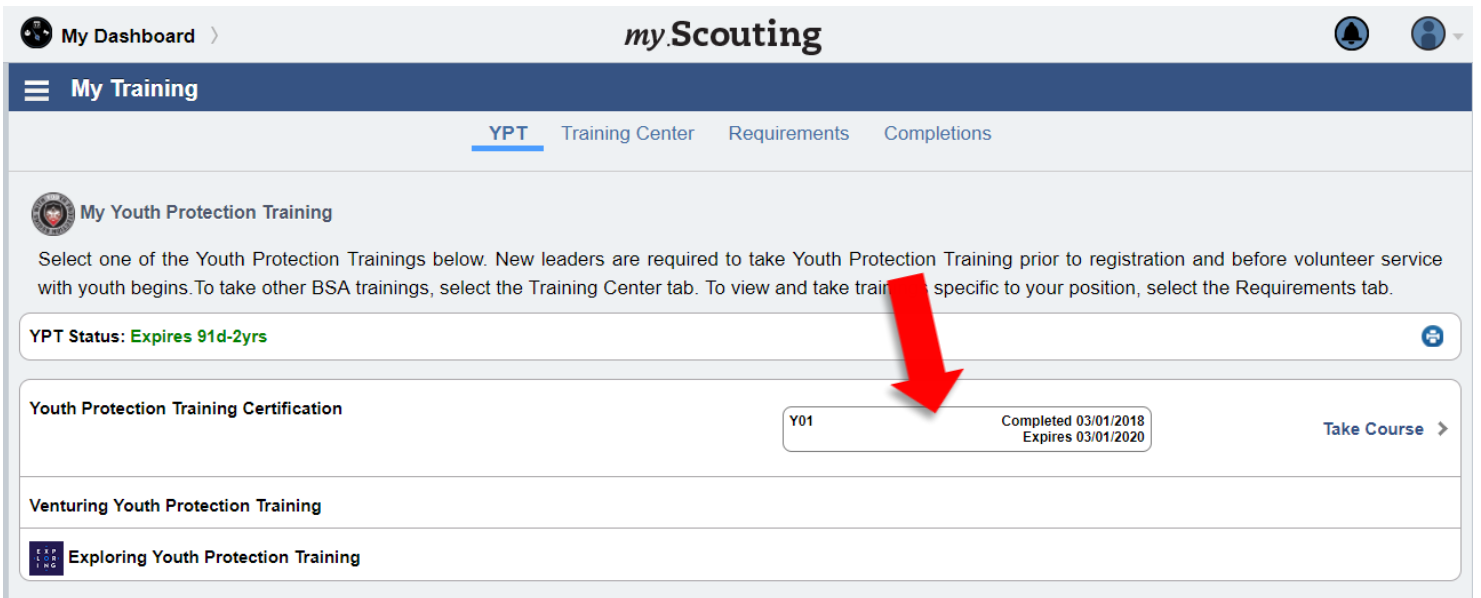 My Dashboard
my.Scouting
My Training
YPT Training Center Requirements Completions
My Youth Protection Training
Select one of the Youth Protection Trainings below. New leaders are required to take Youth Protection Training prior to registration and before volunteer service
with youth begins.To take other BSA trainings, select the Training Center tab. To view and take specific to your position, select the Requirements tab.
YPT Status: Expires 91d-2yrs
Youth Protection Training Certification
Y01 Completed 03/01/2018
Expires 03/01/2020
Take Course
Venturing Youth Protection Training
EXP
LOR
ING
Exploring Youth Protection Training